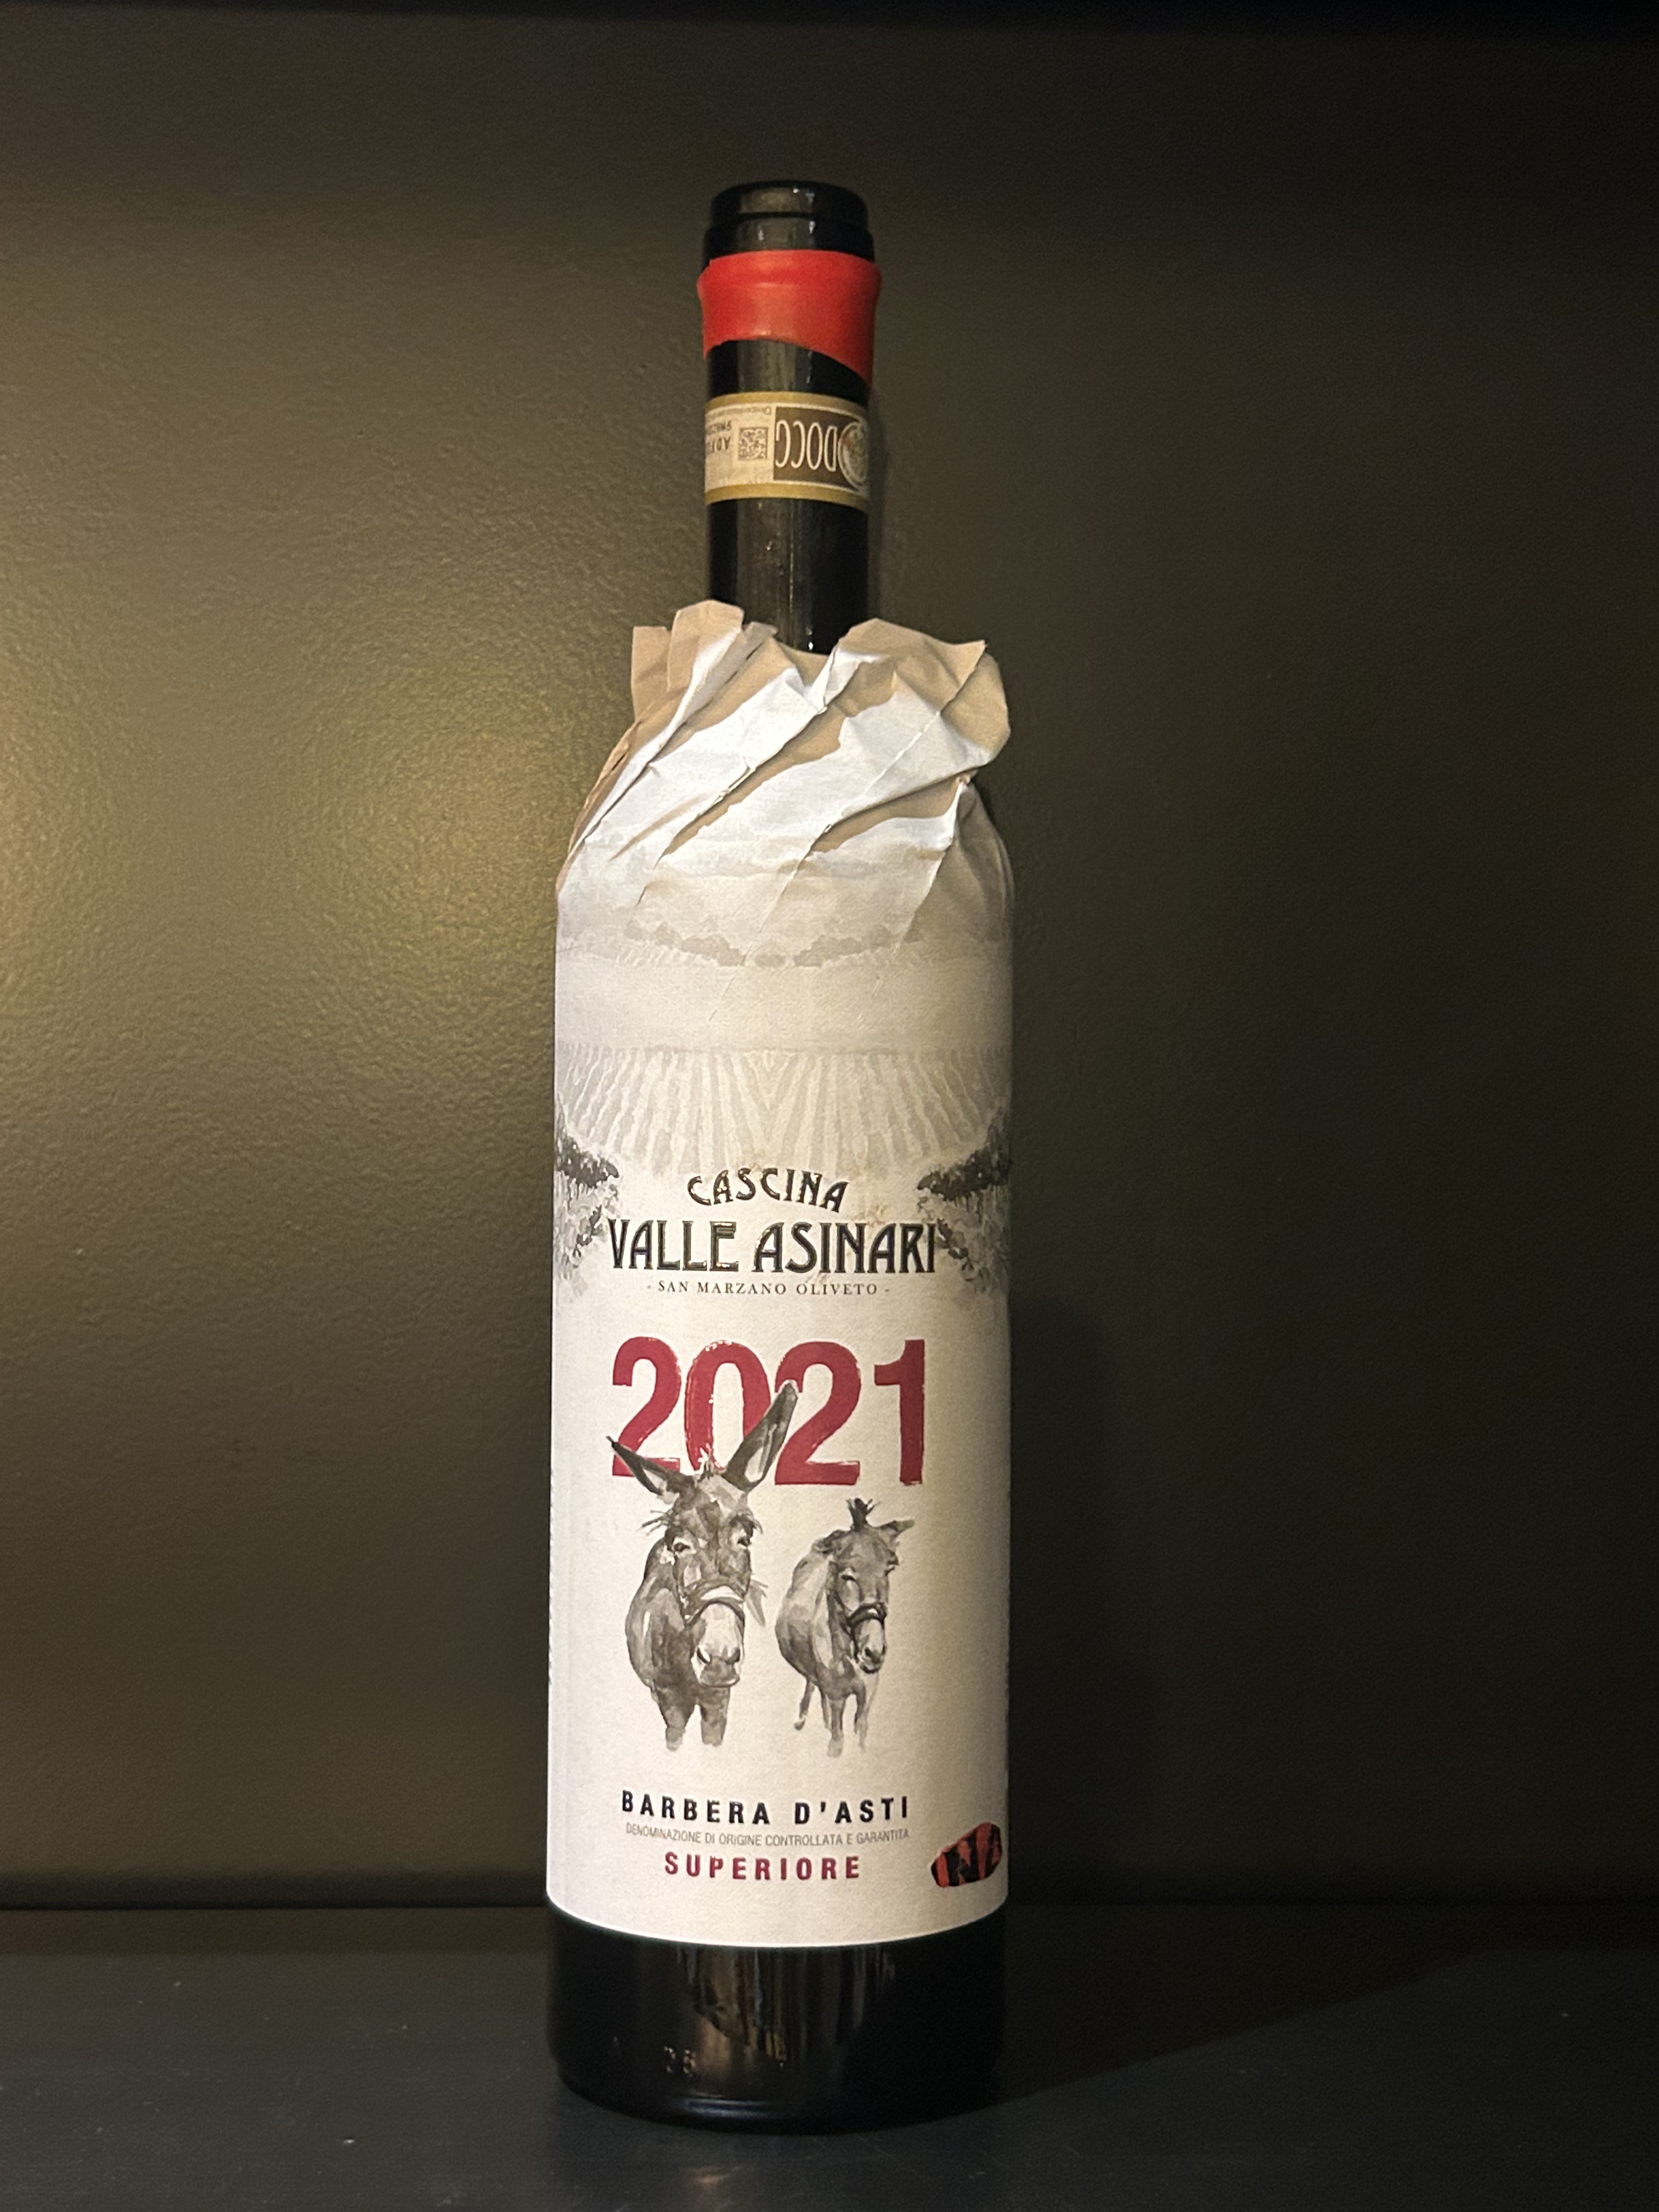 DOCG
CASCINA
VALLE ASINARI
- SAN MARZANO OLIVETO -
2021
BARBERA D'ASTI
DENOMINAZIONE DI ORIGINE CONTROLLATA E GARANTITA
SUPERIORE